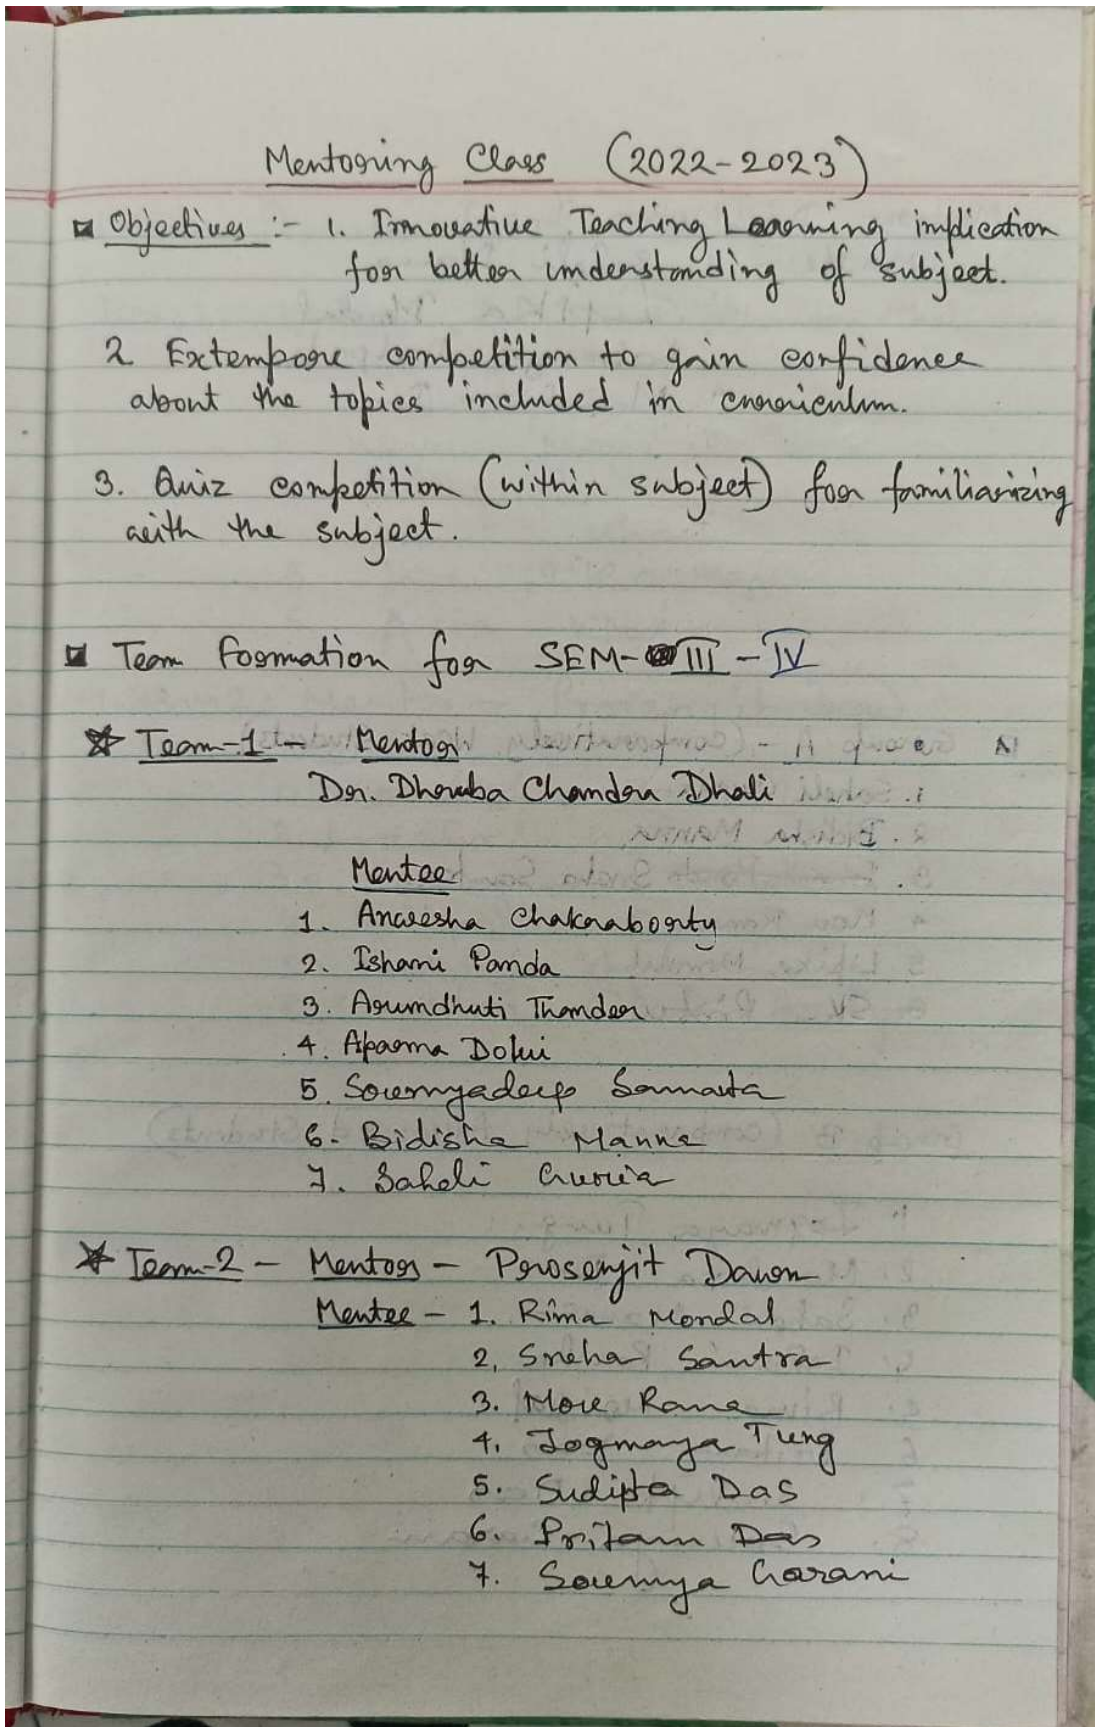 Mentoring Class (2022-2023)
Objectives :- 1. Innovative Teaching Learning implication
for better understanding of subject.
2 Extempore competition to gain confidence
about the topics included in curriculum.
3. Quiz competition (within subject) for familiarizing
with the subject.
Team formation for SEM- III - IV
Team-1 - Mentor
Dr. Dhruba Chandra Dhali
Mentee
1. Anwesha Chakraborty
2. Ishani Panda
3. Arundhuti Thander
4. Aparna Dolui
5. Soumyadeep Samanta
6. Bidisha Manna
7. Saheli Guria
Team-2 - Mentor - Prosenjit Dawn
Mentee - 1. Rima Mondal
2, Sneha Santra
3. Mou Rana
4. Jogmaya Tung
5. Sudipta Das
6. Pritam Das
7. Soumya Garani